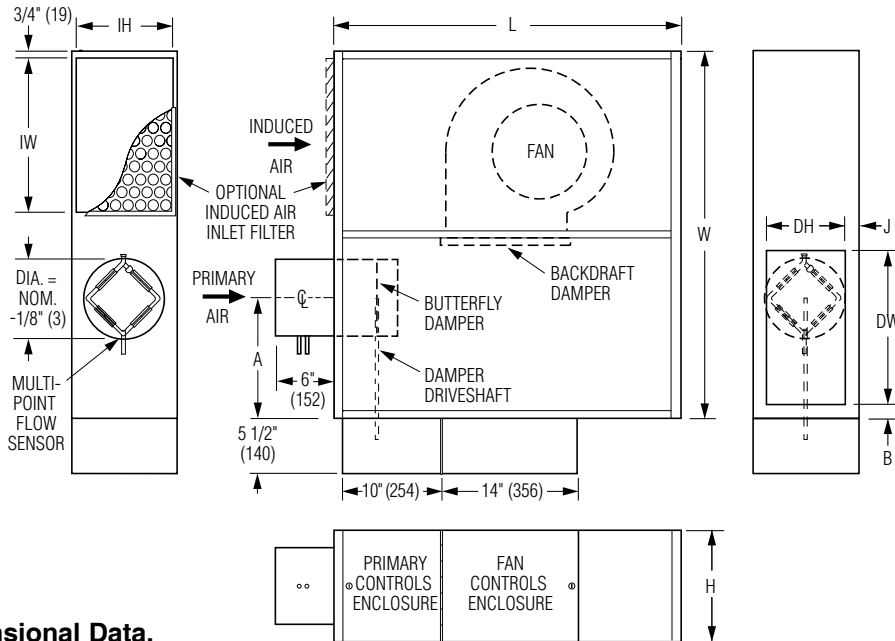 3/4" (19)
IH
L
IW
INDUCED
AIR
OPTIONAL
INDUCED AIR
INLET FILTER
FAN
W
DH
J
DIA. =
NOM.
-1/8" (3)
PRIMARY
AIR
℄
BUTTERFLY
DAMPER
BACKDRAFT
DAMPER
DW
A
MULTI-
POINT
FLOW
SENSOR
6"
(152)
DAMPER
DRIVESHAFT
5 1/2"
(140)
B
10" (254)
14" (356)
PRIMARY
CONTROLS
ENCLOSURE
FAN
CONTROLS
ENCLOSURE
H
nsional Data.